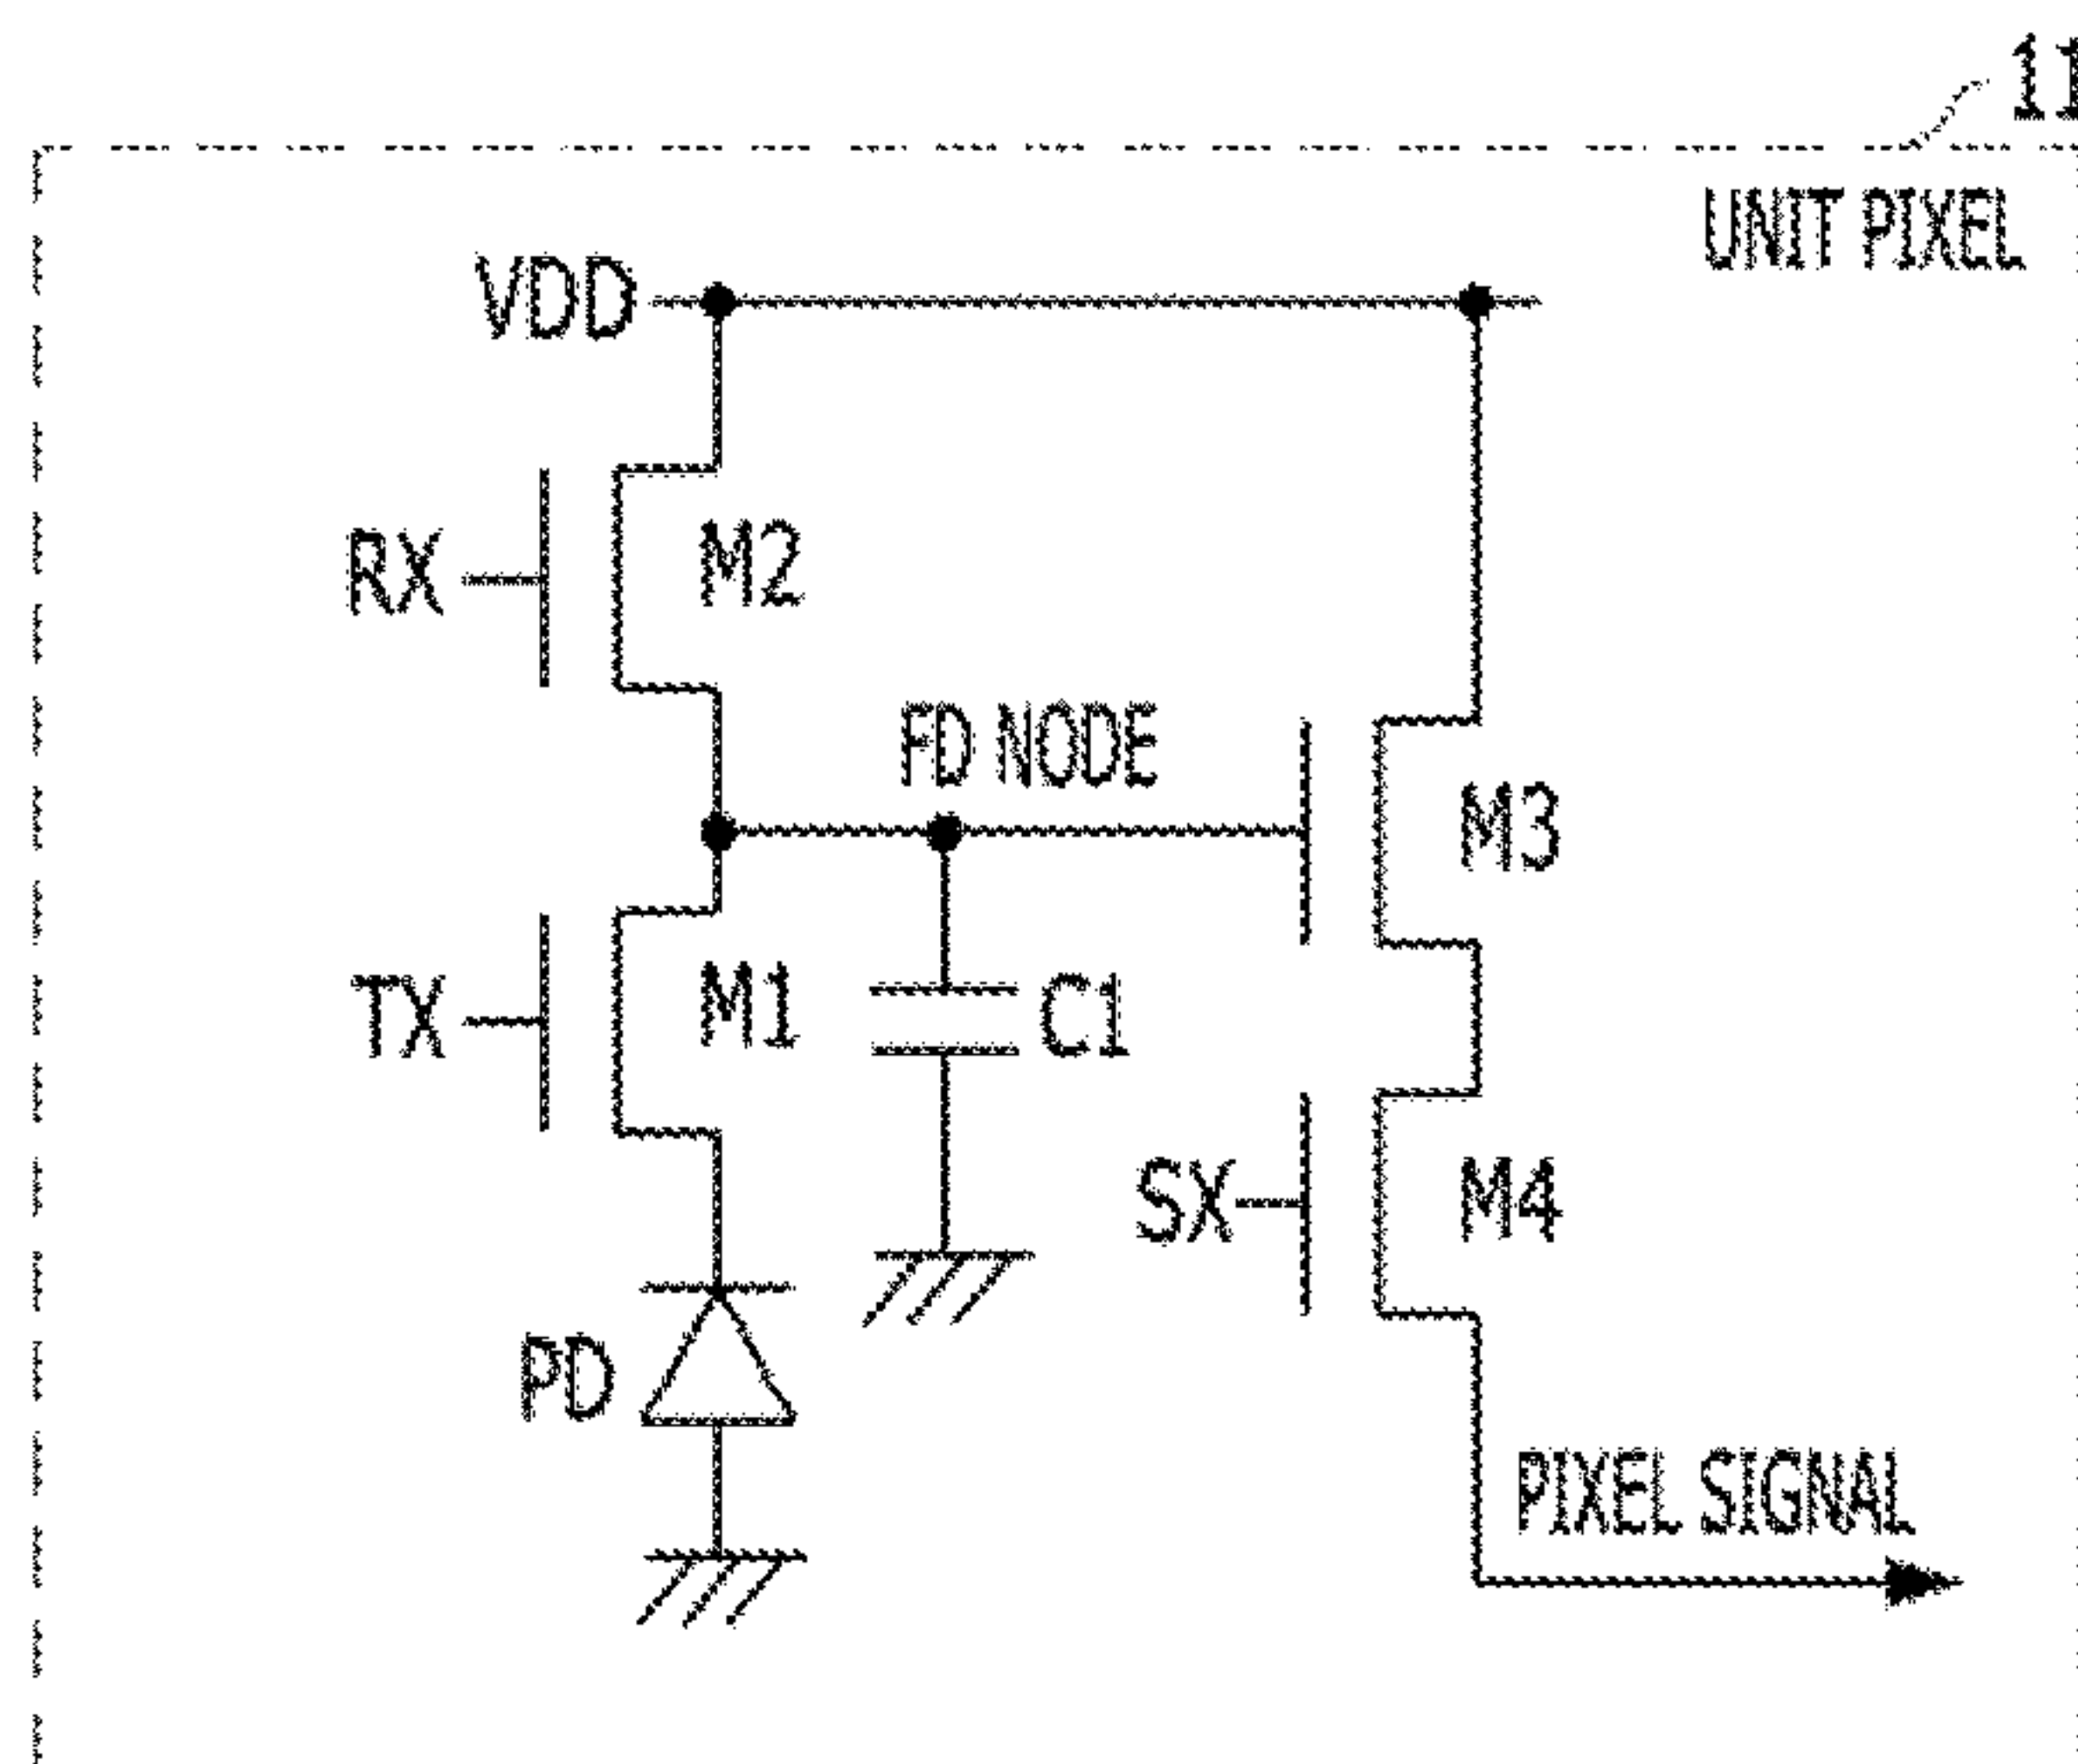 11
UNIT PIXEL
VDD
RX
M2
FD NODE
M3
TX
M1
C1
SX
M4
PD
PIXEL SIGNAL